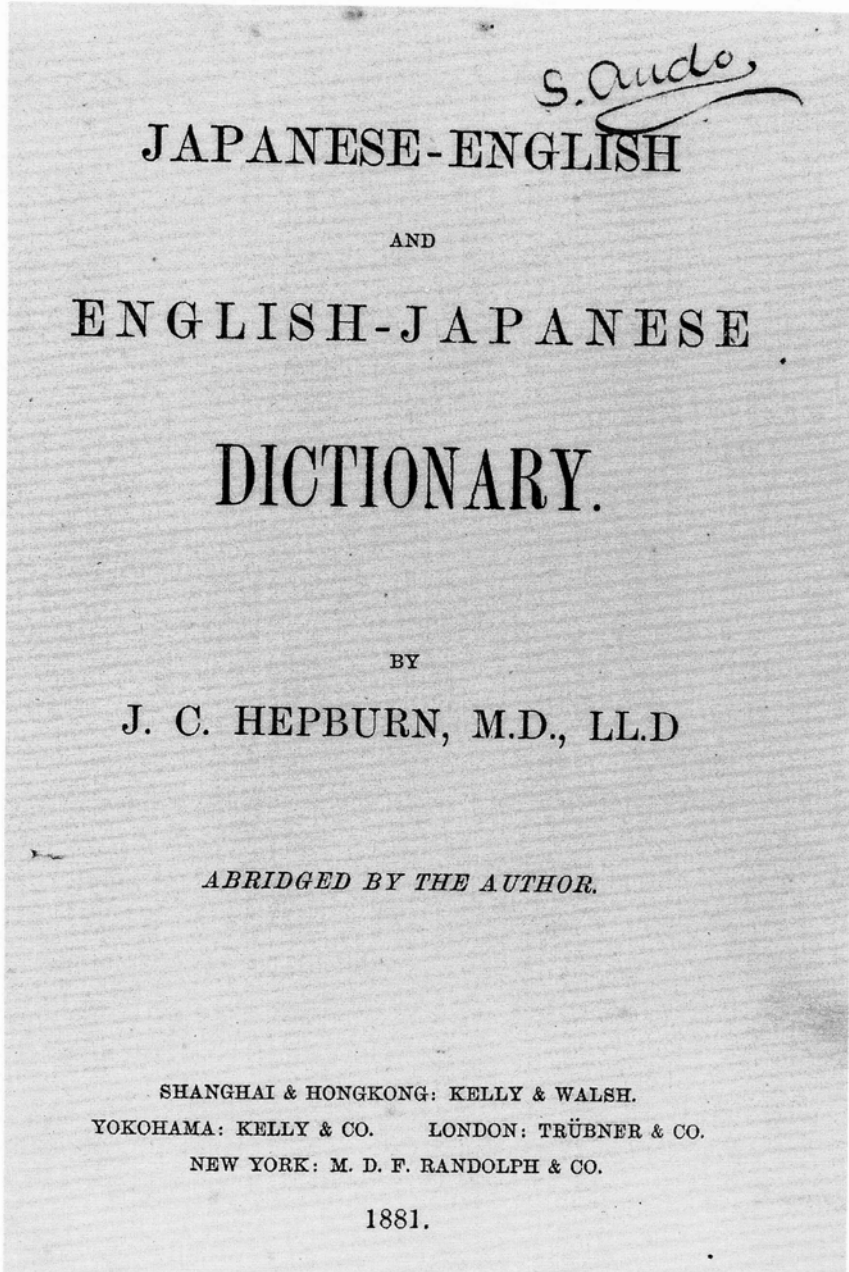 S. Ando,
JAPANESE-ENGLISH
AND
ENGLISH-JAPANESE
DICTIONARY.
BY
J. C. HEPBURN, M.D., LL.D
ABRIDGED BY THE AUTHOR.
SHANGHAI & HONGKONG: KELLY & WALSH.
YOKOHAMA: KELLY & CO. LONDON: TRÜBNER & CO.
NEW YORK: M. D. F. RANDOLPH & CO.
1881.